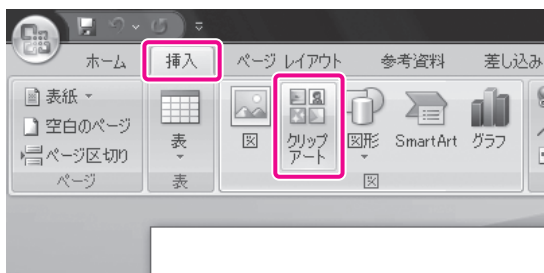 ホーム
挿入
ページ レイアウト
参考資料
差し込み
表紙
空白のページ
ページ区切り
ページ
表
表
図
クリップ
アート
図形
SmartArt
グラフ
図